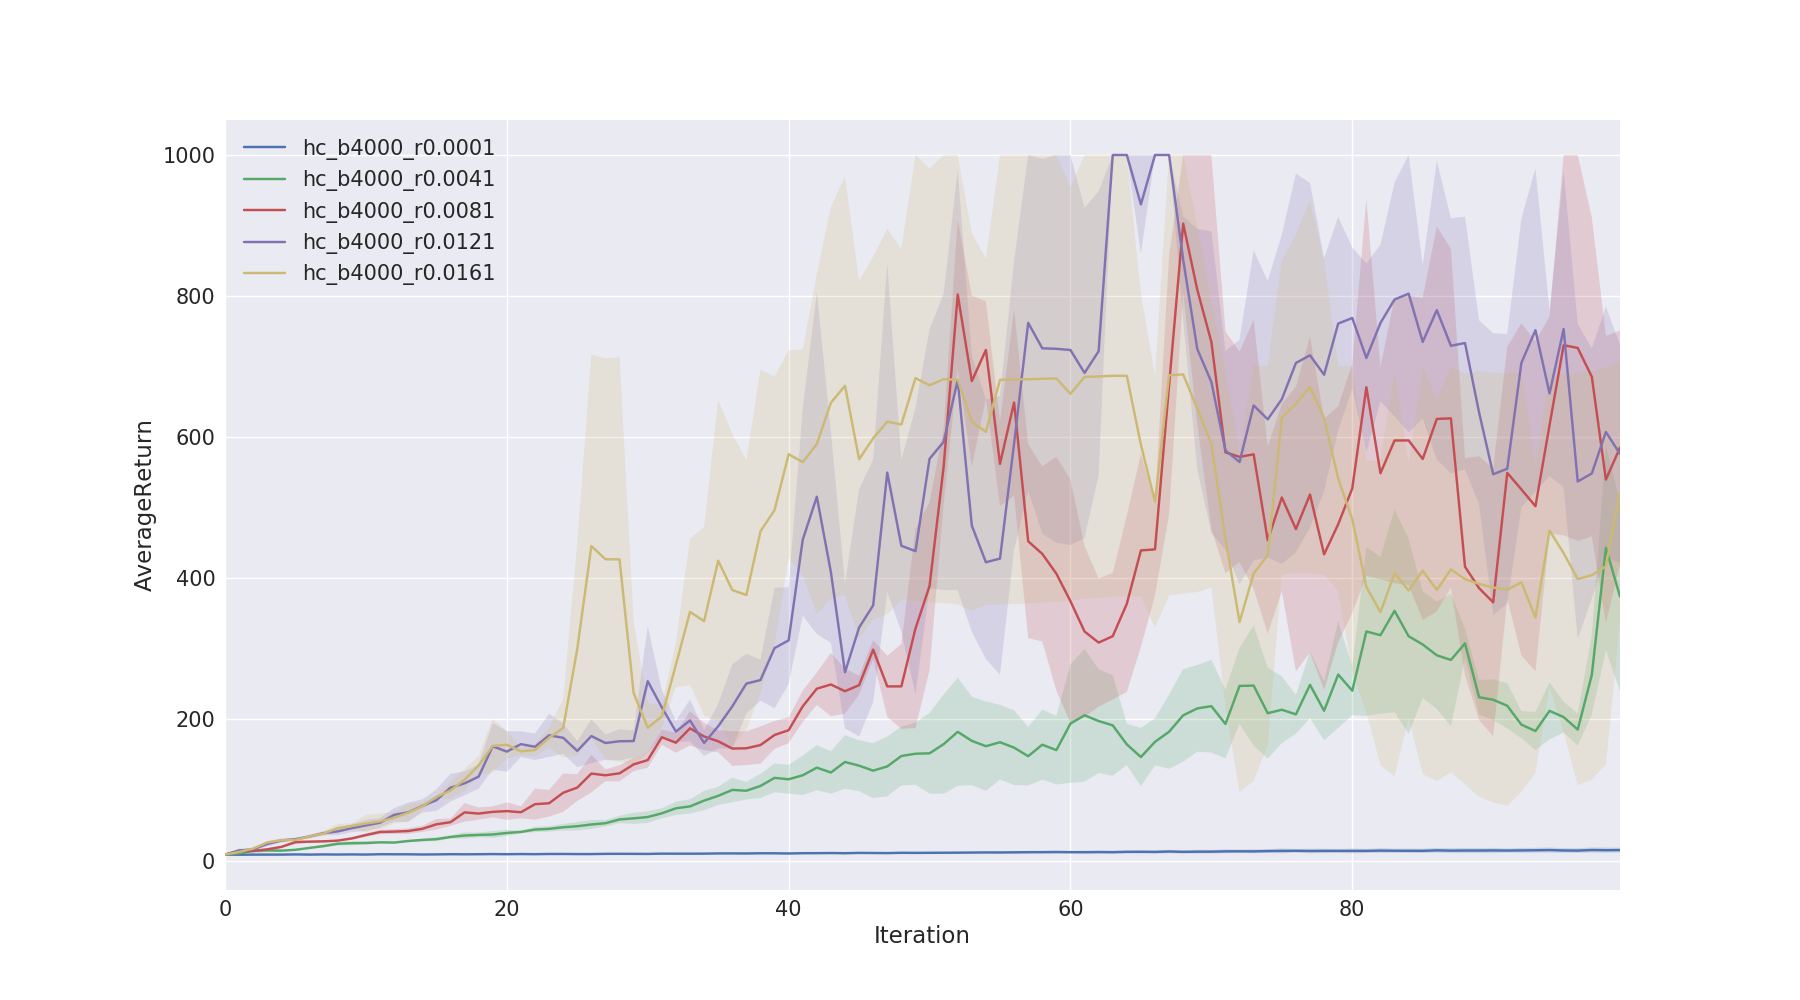 hc_b4000_r0.0001
hc_b4000_r0.0041
hc_b4000_r0.0081
hc_b4000_r0.0121
hc_b4000_r0.0161
1000
800
600
400
200
0
AverageReturn
0 20 40 60 80
Iteration